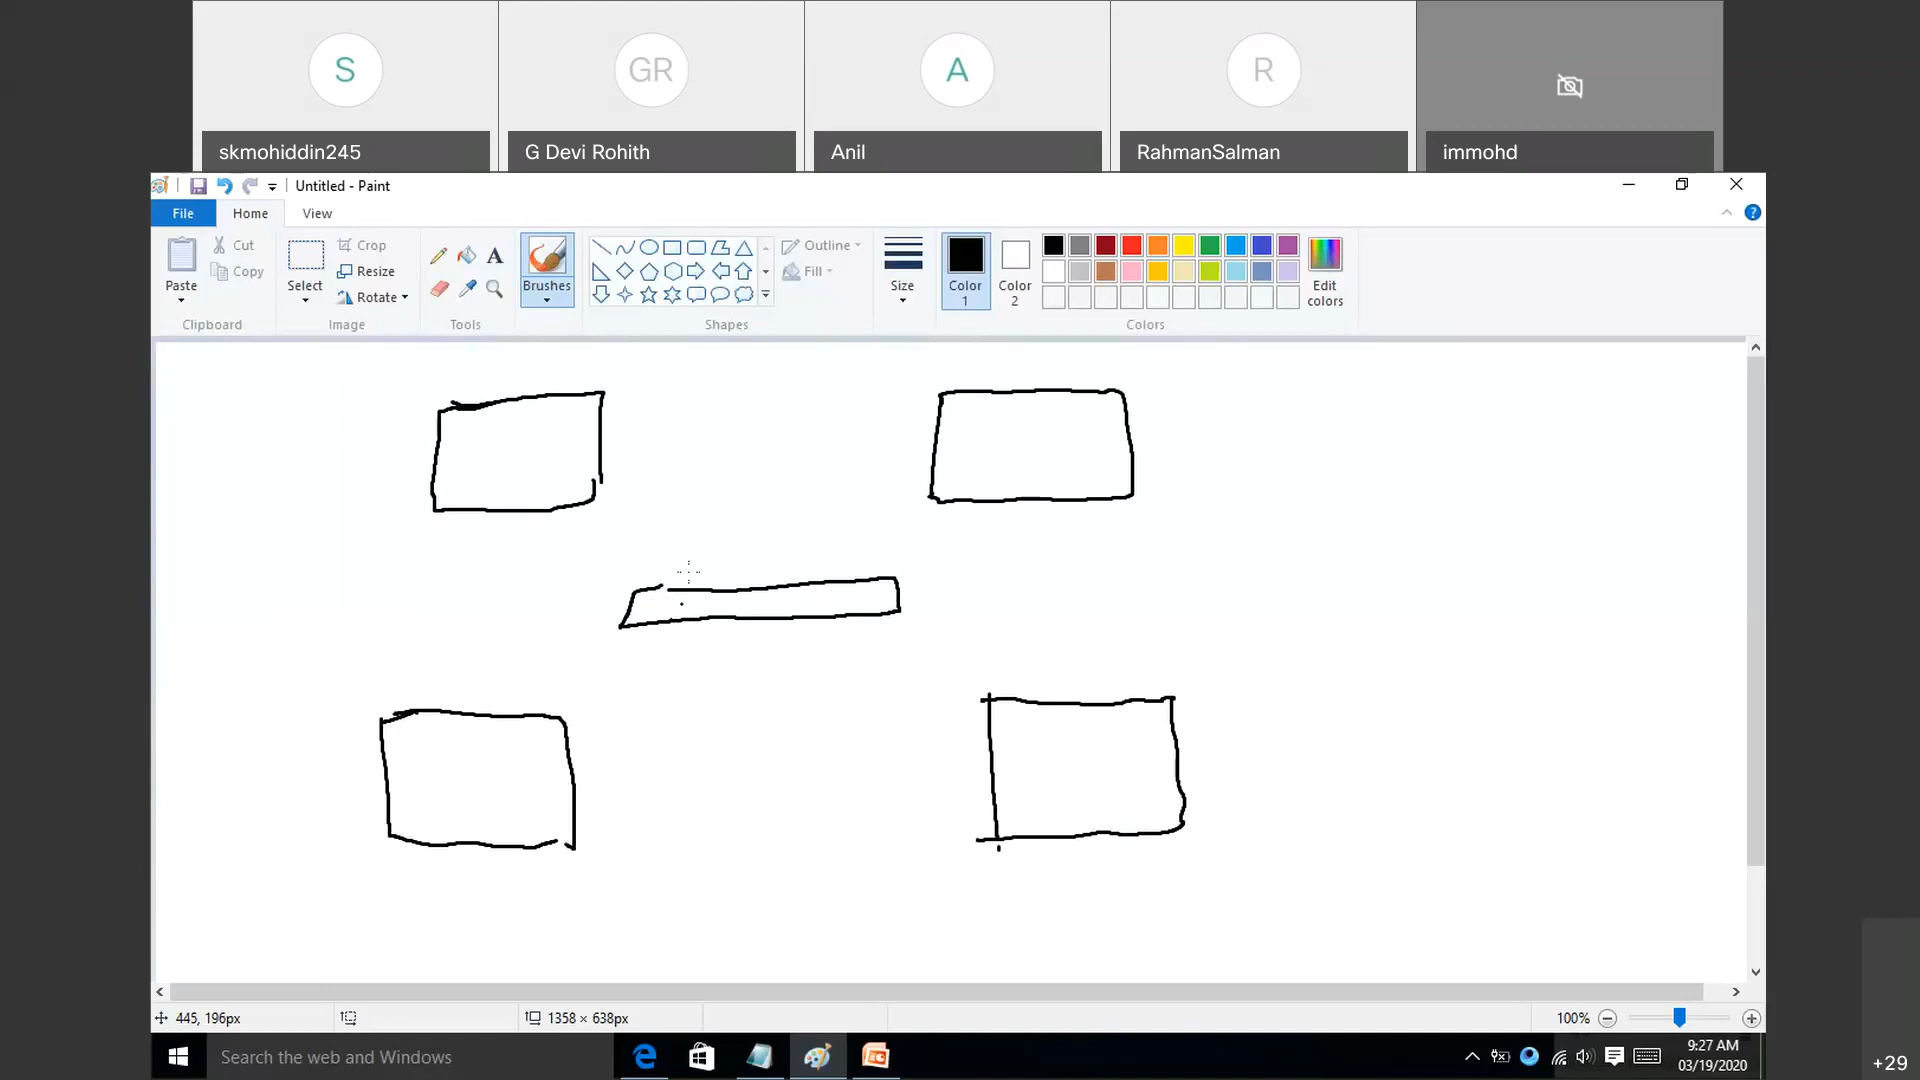 S
GR
A
R
skmohiddin245
G Devi Rohith
Anil
RahmanSalman
immohd
Untitled - Paint
File
Home
View
Paste
Cut
Copy
Clipboard
Select
Crop
Resize
Rotate
Image
A
Tools
Brushes
Shapes
Outline
Fill
Size
Color
1
Color
2
Edit
colors
Colors
445, 196px
1358 × 638px
100%
Search the web and Windows
9:27 AM
03/19/2020
+29